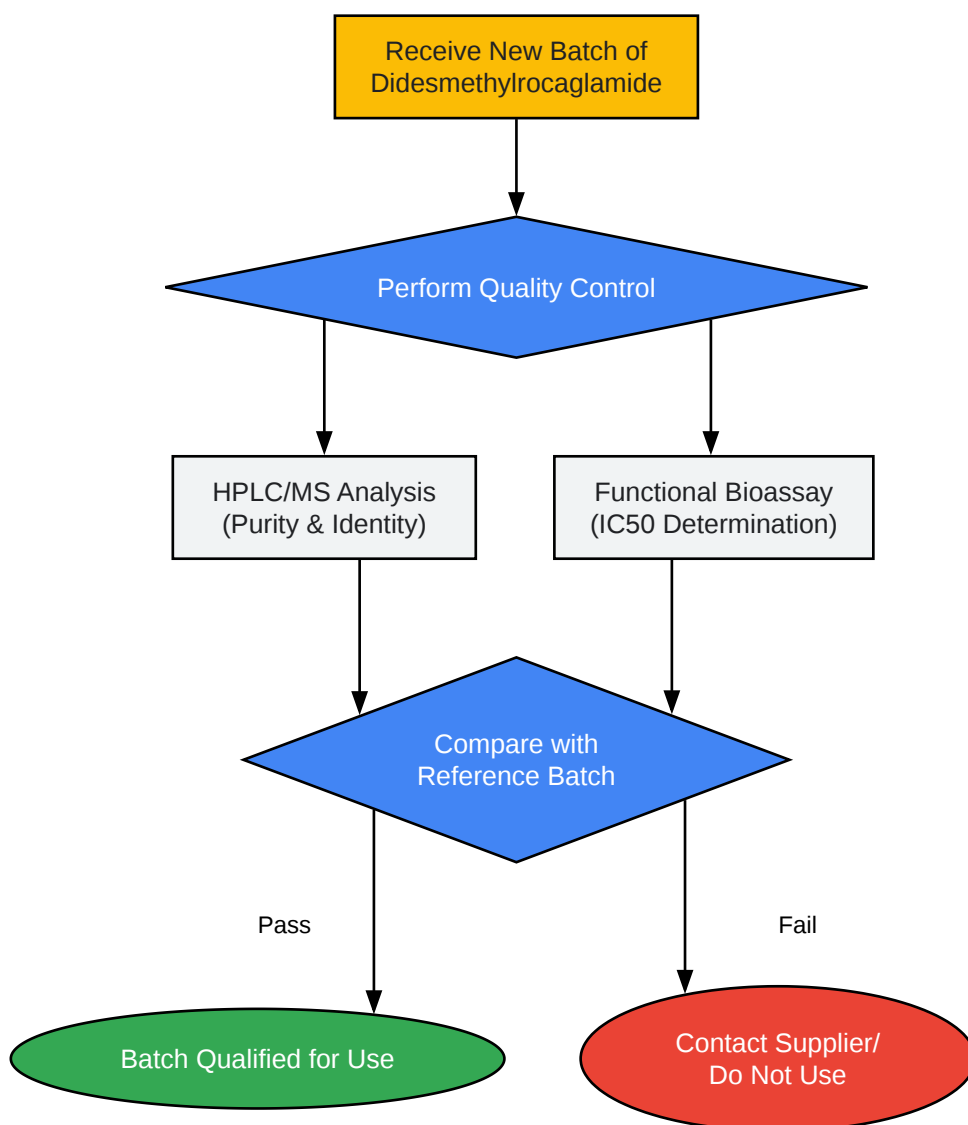 Receive New Batch of
Didesmethylrocaglamide
Perform Quality Control
HPLC/MS Analysis
(Purity & Identity)
Functional Bioassay
(IC50 Determination)
Compare with
Reference Batch
Pass
Fail
Batch Qualified for Use
Contact Supplier/
Do Not Use